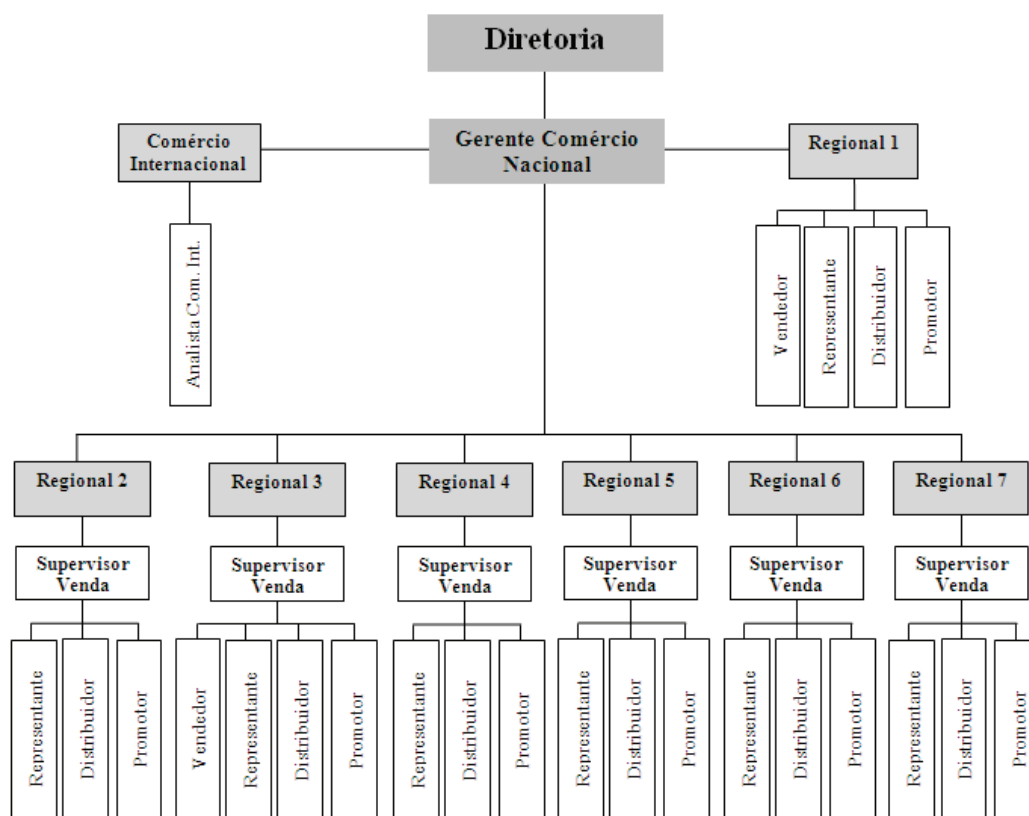 Diretoria
Comércio
Internacional
Gerente Comércio
Nacional
Regional 1
Analista Com. Int.
Vendedor
Representante
Distribuidor
Promotor
Regional 2
Regional 3
Regional 4
Regional 5
Regional 6
Regional 7
Supervisor
Venda
Supervisor
Venda
Supervisor
Venda
Supervisor
Venda
Supervisor
Venda
Supervisor
Venda
Representante
Distribuidor
Promotor
Vendedor
Representante
Distribuidor
Promotor
Representante
Distribuidor
Promotor
Representante
Distribuidor
Promotor
Representante
Distribuidor
Promotor
Representante
Distribuidor
Promotor